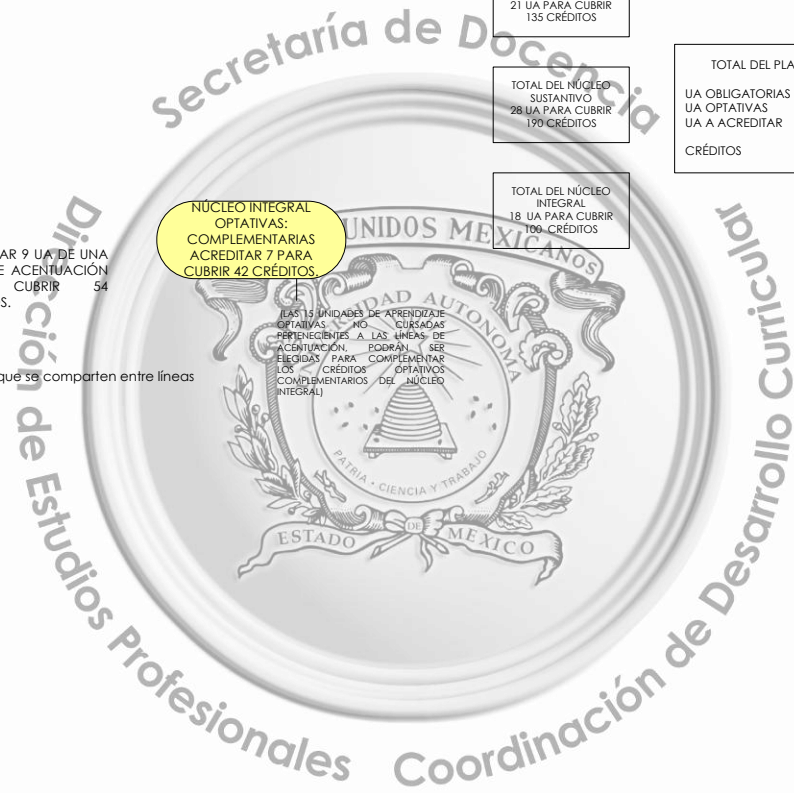 21 UA PARA CUBRIR
135 CRÉDITOS
TOTAL DEL NÚCLEO
SUSTANTIVO
28 UA PARA CUBRIR
190 CRÉDITOS
TOTAL DEL PLA
UA OBLIGATORIAS
UA OPTATIVAS
UA A ACREDITAR
CRÉDITOS
TOTAL DEL NÚCLEO
INTEGRAL
18 UA PARA CUBRIR
100 CRÉDITOS
NÚCLEO INTEGRAL
OPTATIVAS:
COMPLEMENTARIAS
ACREDITAR 7 PARA
CUBRIR 42 CRÉDITOS.
AR 9 UA DE UNA
E ACENTUACIÓN
CUBRIR 54
S.
(LAS 15 UNIDADES DE APRENDIZAJE
OPTATIVAS NO CURSADAS
PERTENECIENTES A LAS LÍNEAS DE
ACENTUACIÓN, PODRÁN SER
ELEGIDAS PARA COMPLEMENTAR
LOS CRÉDITOS OPTATIVOS
COMPLEMENTARIOS DEL NÚCLEO
INTEGRAL)
que se comparten entre líneas
Secretaría de Docencia
Dirección de Estudios Profesionales
Coordinación de Desarrollo Curricular
UNIDOS MEXICANOS
AUTONOMA
PATRIA • CIENCIA Y TRABAJO
ESTADO DE MEXICO